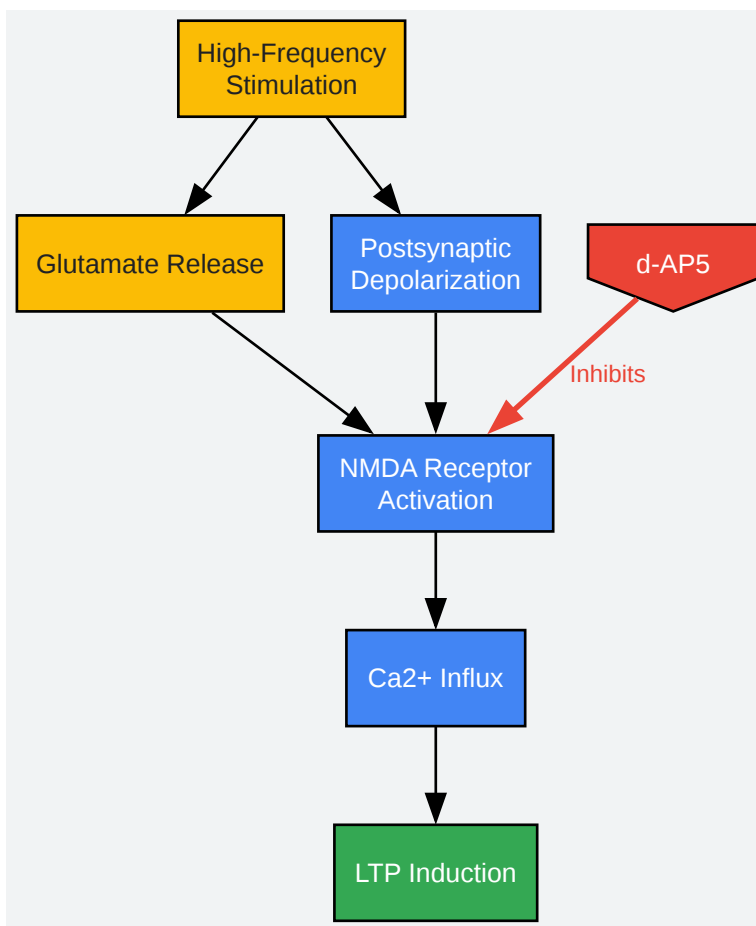 High-Frequency
Stimulation
Glutamate Release
Postsynaptic
Depolarization
d-AP5
Inhibits
NMDA Receptor
Activation
Ca2+ Influx
LTP Induction